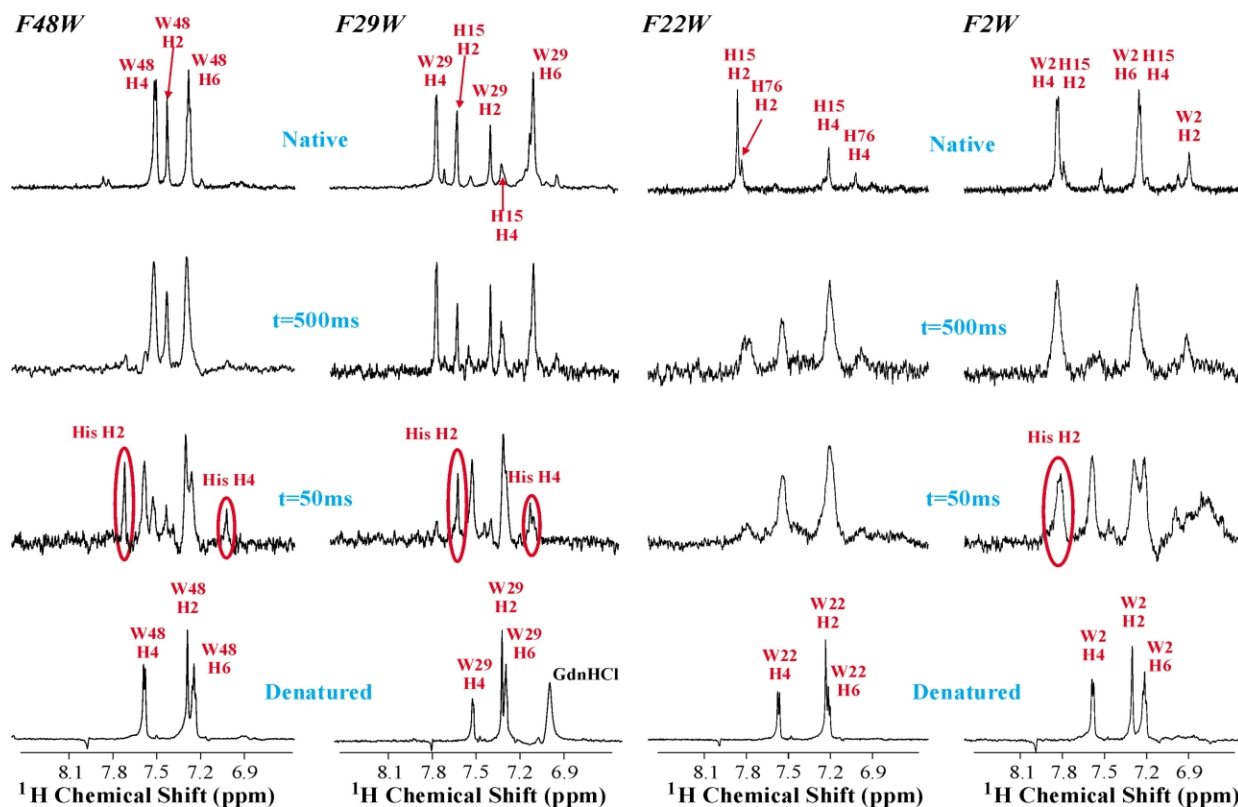 F48W
F29W
F22W
F2W
W48
H4
W48
H2
W48
H6
W29
H4
H15
H2
W29
H2
W29
H6
H15
H4
H15
H2
H76
H2
H15
H4
H76
H4
W2 H15
H4 H2
W2 H15
H6 H4
W2
H2
Native
Native
t=500ms
t=500ms
His H2
His H4
His H2
His H4
His H2
t=50ms
t=50ms
W48
H4
W48
H2
W48
H6
W29
H4
W29
H2
W29
H6
GdnHCl
W22
H4
W22
H2
W22
H6
W2
H4
W2
H2
W2
H6
Denatured
Denatured
8.1 7.8 7.5 7.2 6.9
8.1 7.8 7.5 7.2 6.9
8.1 7.8 7.5 7.2 6.9
8.1 7.8 7.5 7.2 6.9
¹H Chemical Shift (ppm)
¹H Chemical Shift (ppm)
¹H Chemical Shift (ppm)
¹H Chemical Shift (ppm)